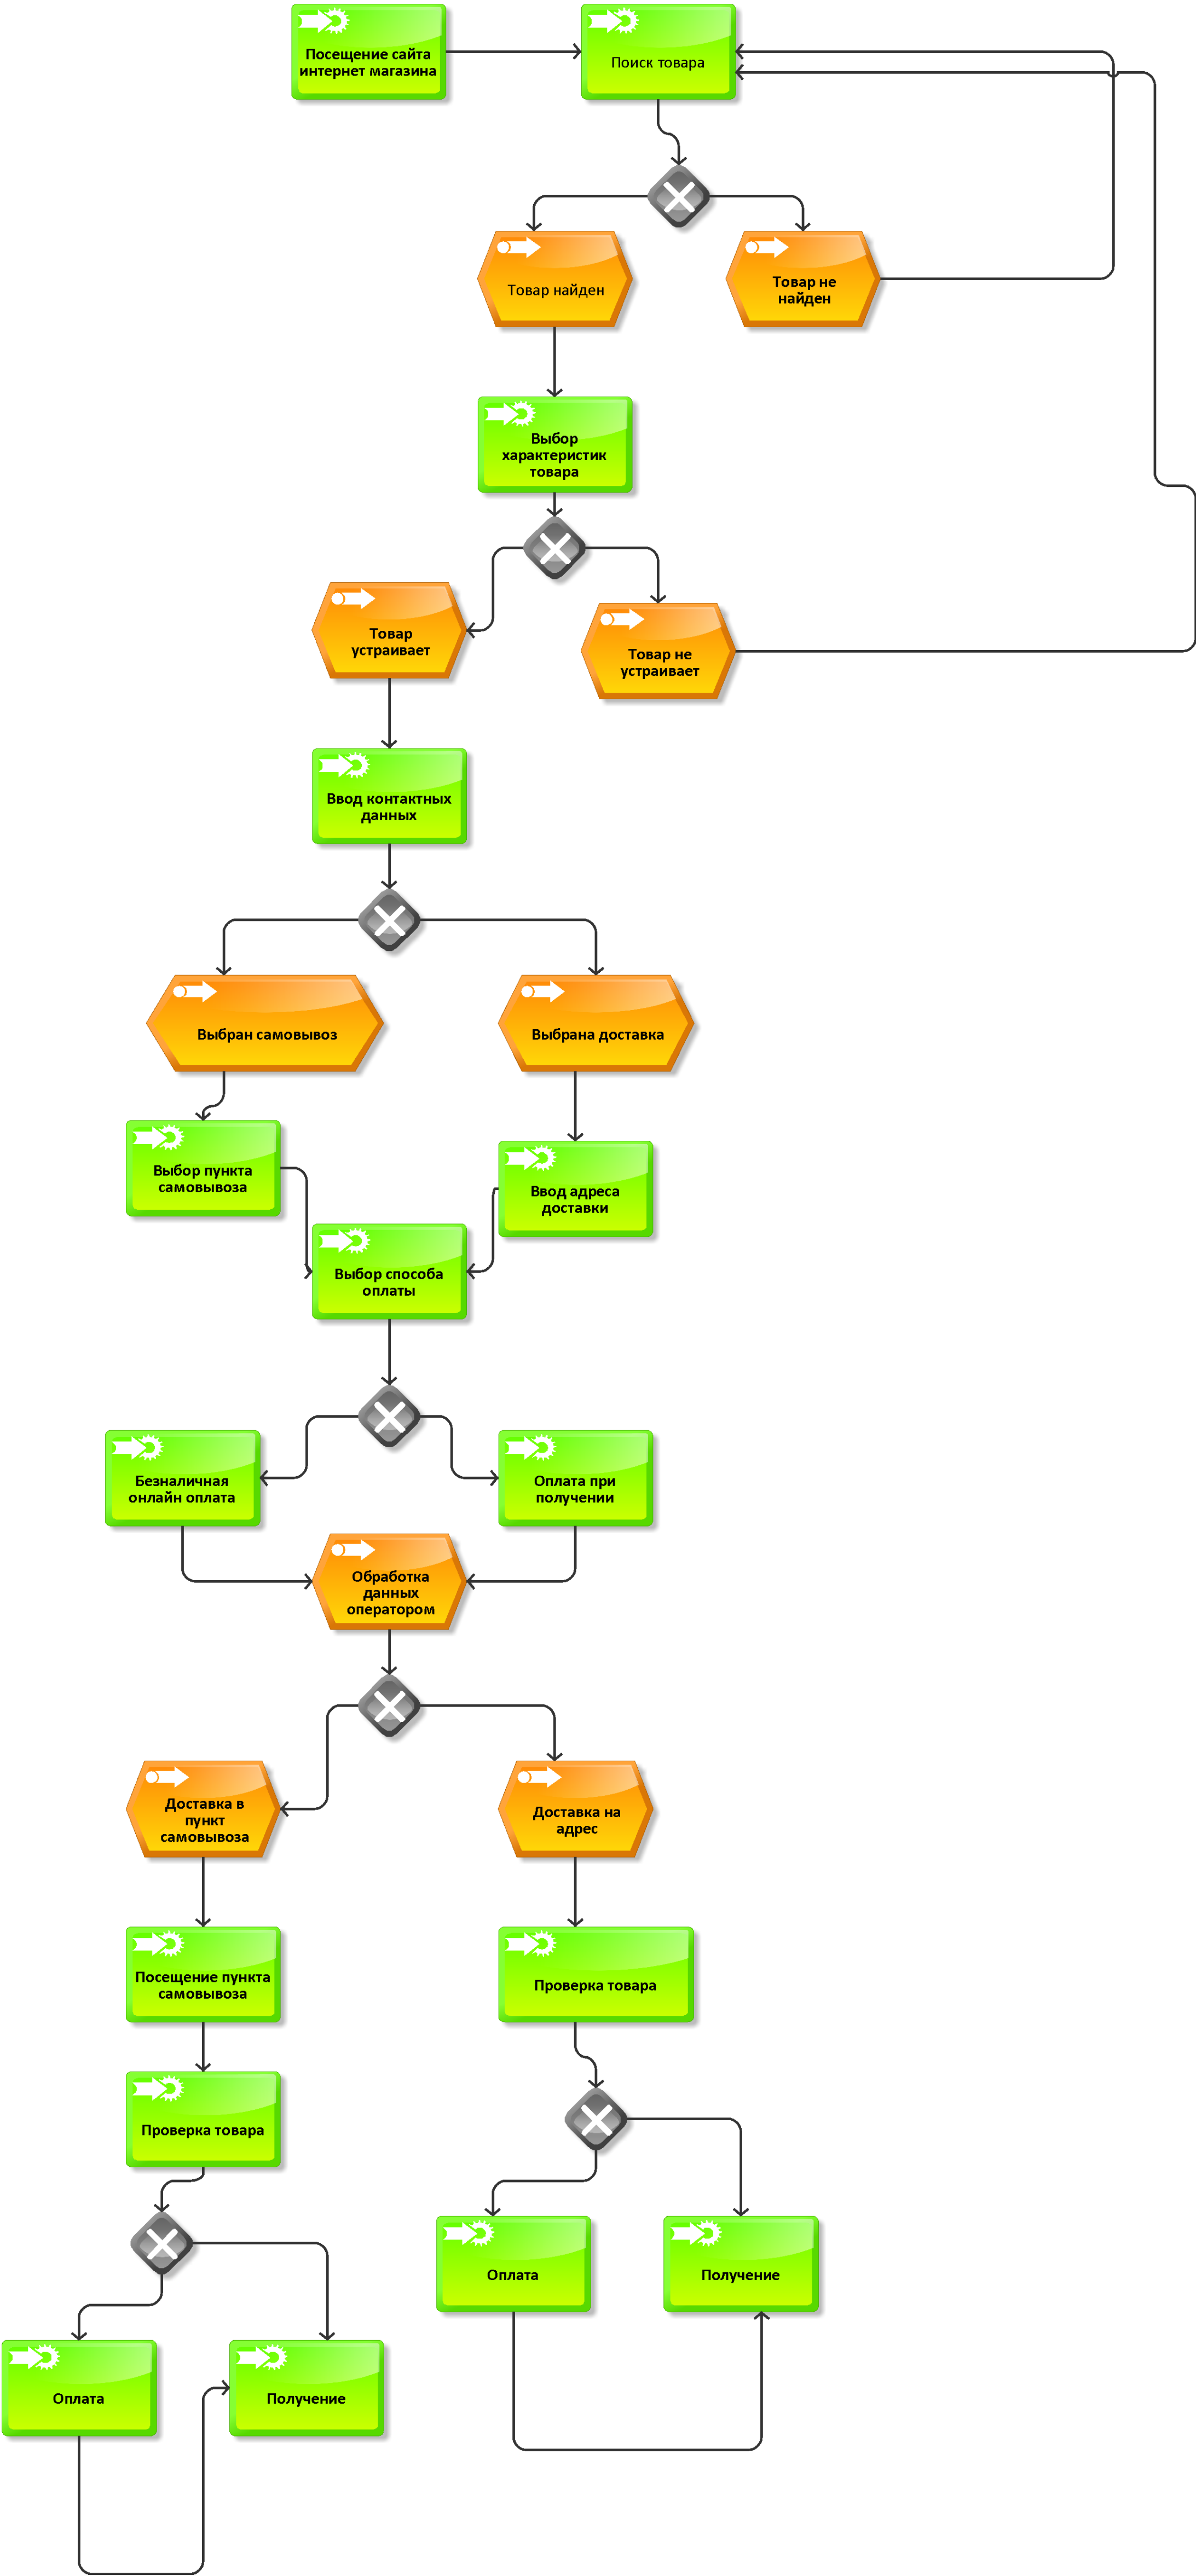 Посещение сайта
интернет магазина
Поиск товара
Товар найден
Товар не
найден
Выбор
характеристик
товара
Товар
устраивает
Товар не
устраивает
Ввод контактных
данных
Выбран самовывоз
Выбрана доставка
Выбор пункта
самовывоза
Ввод адреса
доставки
Выбор способа
оплаты
Безналичная
онлайн оплата
Оплата при
получении
Обработка
данных
оператором
Доставка в
пункт
самовывоза
Доставка на
адрес
Посещение пункта
самовывоза
Проверка товара
Проверка товара
Оплата
Получение
Оплата
Получение